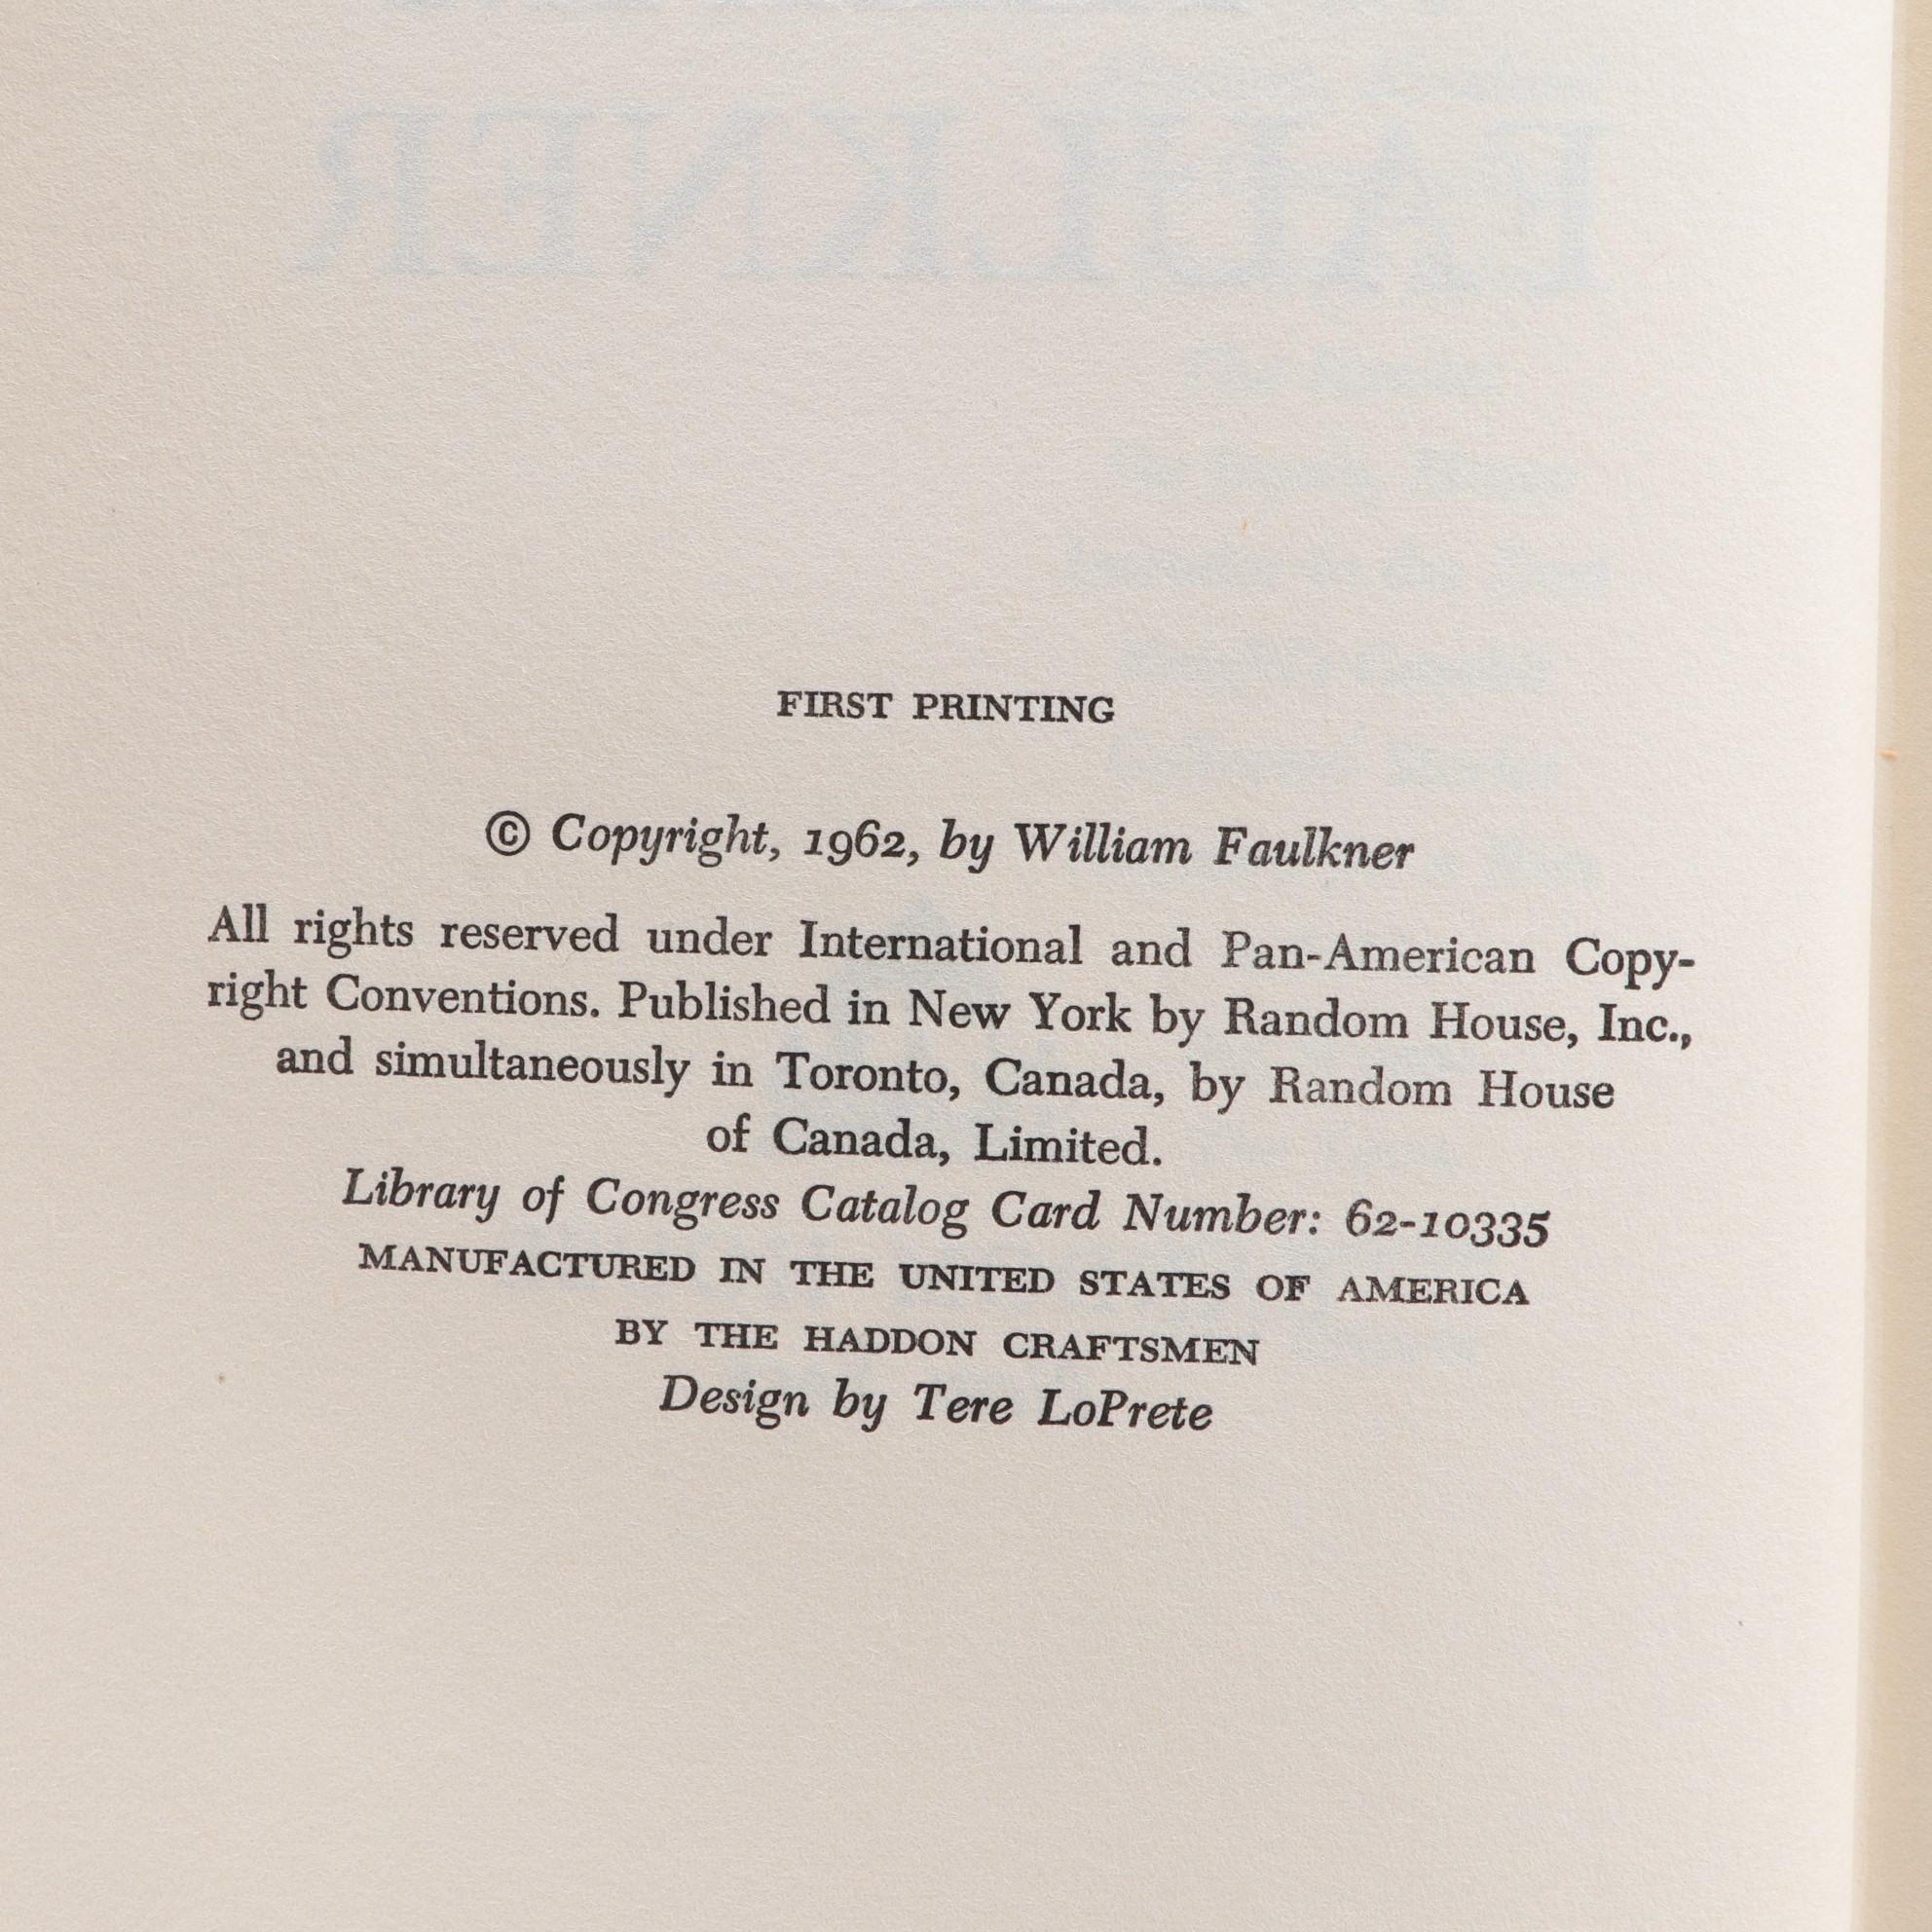 FAULKNER
FIRST PRINTING
© Copyright, 1962, by William Faulkner
All rights reserved under International and Pan-American Copy-
right Conventions. Published in New York by Random House, Inc.,
and simultaneously in Toronto, Canada, by Random House
of Canada, Limited.
Library of Congress Catalog Card Number: 62-10335
MANUFACTURED IN THE UNITED STATES OF AMERICA
BY THE HADDON CRAFTSMEN
Design by Tere LoPrete